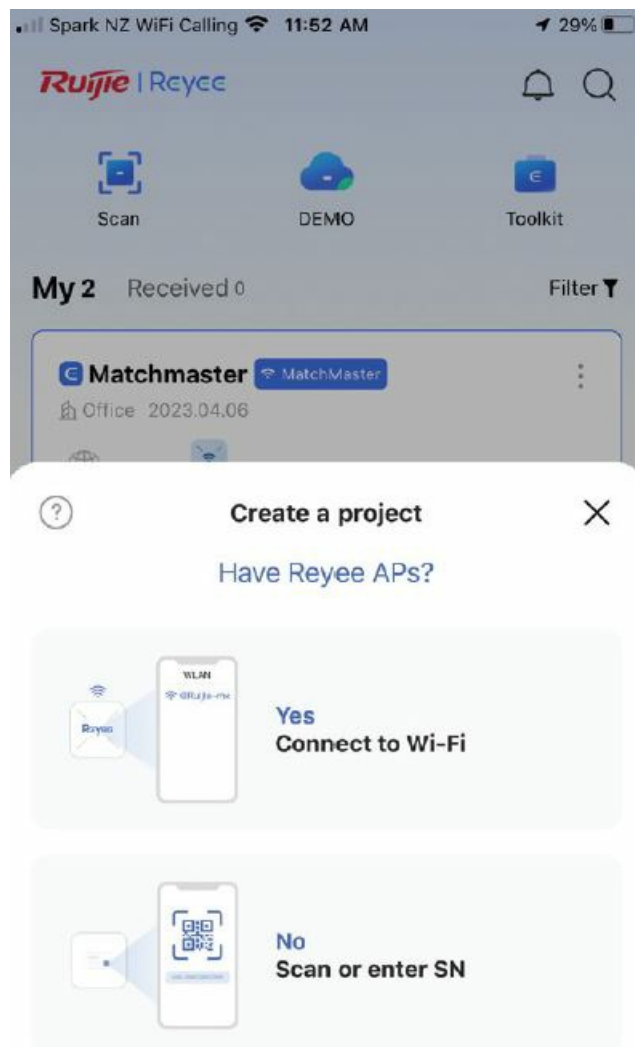 Spark NZ WiFi Calling 11:52 AM 29%
Ruijie | Reyee
Scan DEMO Toolkit
My 2 Received 0 Filter
Matchmaster MatchMaster
Office 2023.04.06
? Create a project
Have Reyee APs?
WLAN
@Ruijie-mx
Reyee
Yes
Connect to Wi-Fi
No
Scan or enter SN